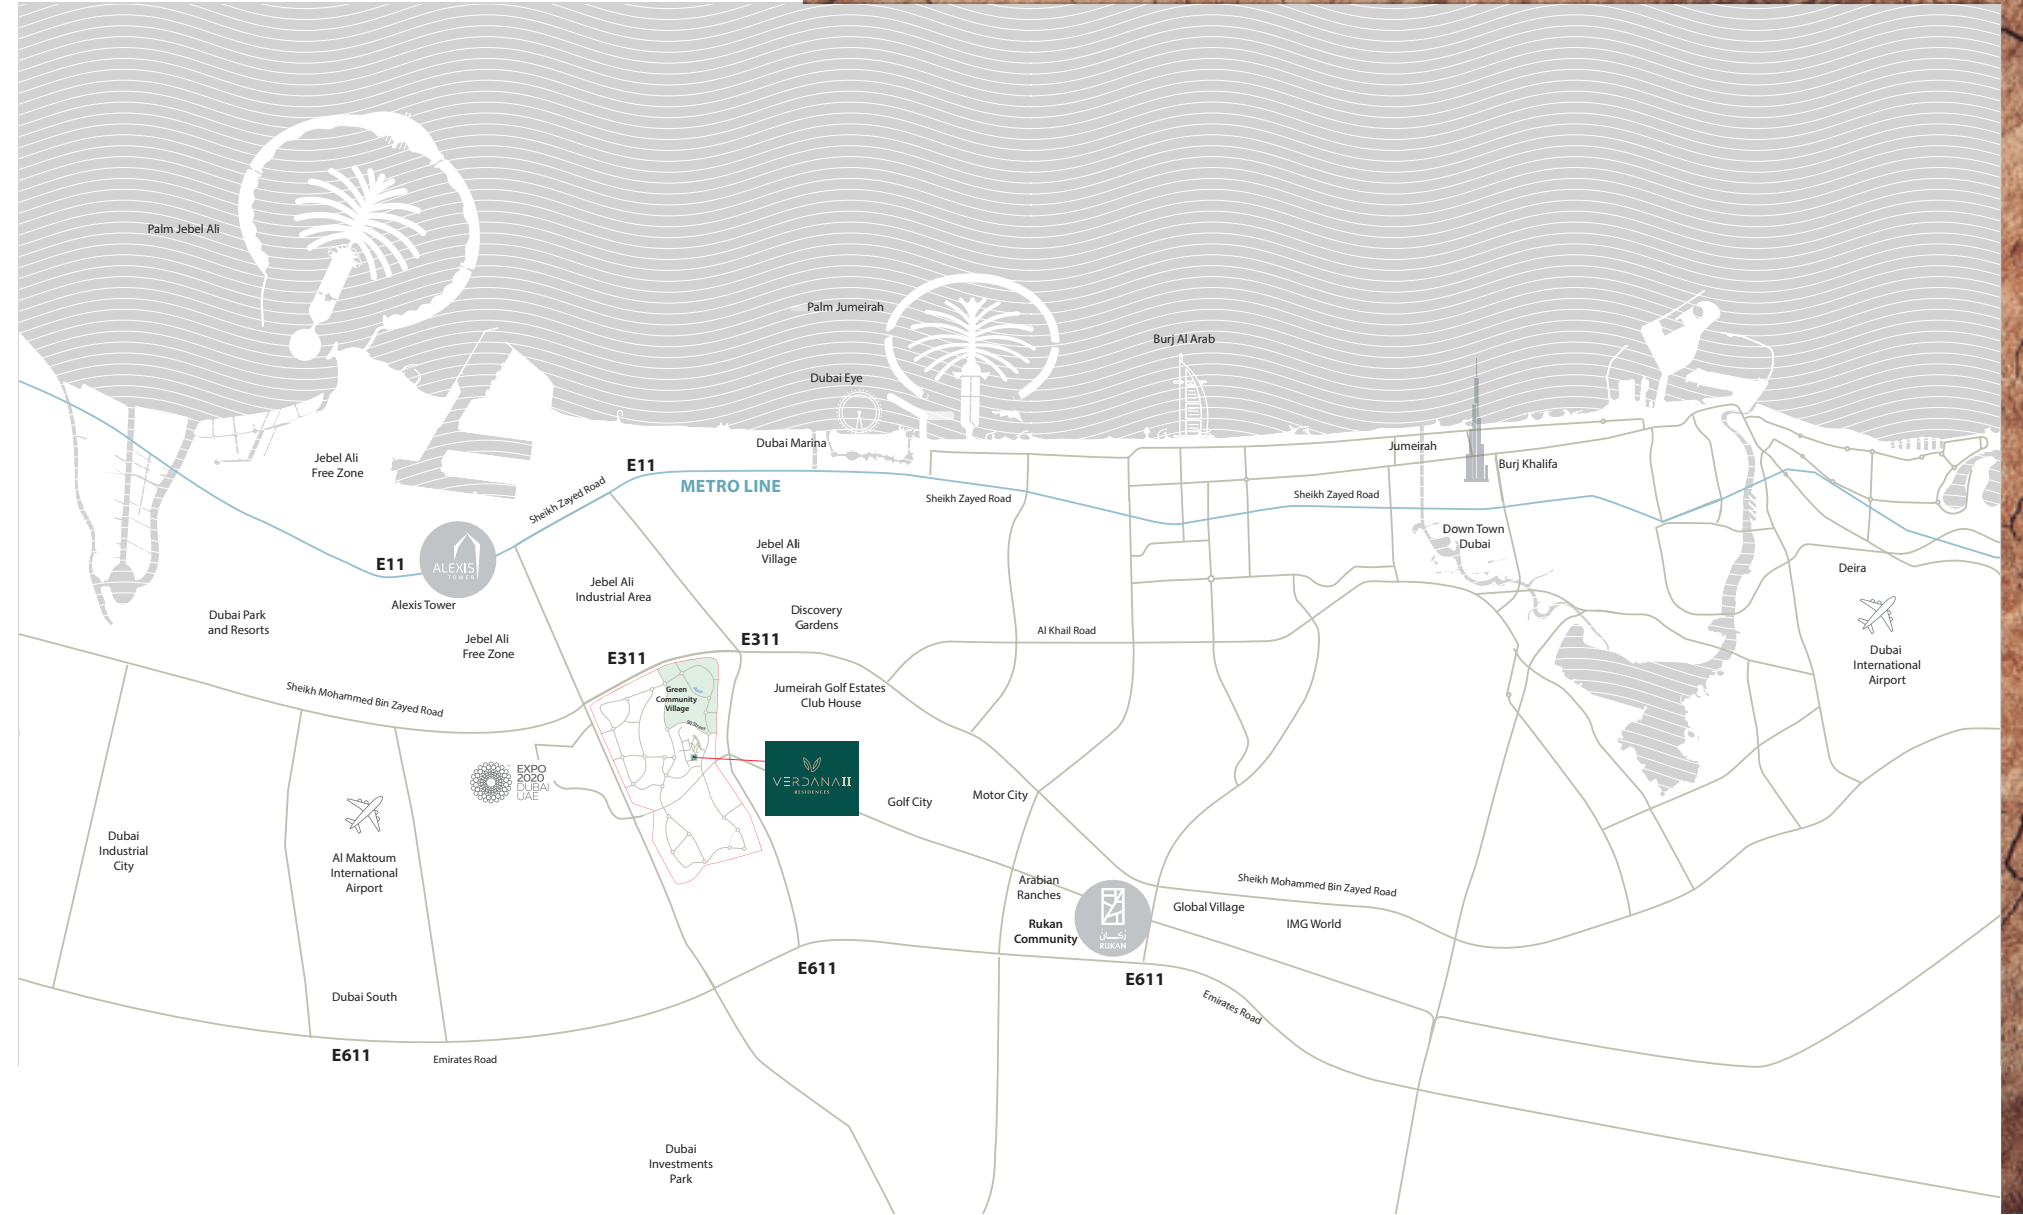 Palm Jebel Ali
Palm Jumeirah
Burj Al Arab
Dubai Eye
Dubai Marina
Jumeirah
Burj Khalifa
Jebel Ali
Free Zone
E11
METRO LINE
Sheikh Zayed Road
Sheikh Zayed Road
Sheikh Zayed Road
Down Town
Dubai
Jebel Ali
Village
E11
ALEXIS
TOWER
Alexis Tower
Jebel Ali
Industrial Area
Deira
Dubai Park
and Resorts
Discovery
Gardens
Al Khail Road
Jebel Ali
Free Zone
E311
E311
Dubai
International
Airport
Sheikh Mohammed Bin Zayed Road
Green
Community
Village
Jumeirah Golf Estates
Club House
EXPO
2020
DUBAI
UAE
VERDANA II
RESIDENCES
Golf City
Motor City
Dubai
Industrial
City
Al Maktoum
International
Airport
Arabian
Ranches
Sheikh Mohammed Bin Zayed Road
Global Village
IMG World
Rukan
Community
رُكــان
RUKAN
E611
E611
Dubai South
Emirates Road
E611
Emirates Road
Dubai
Investments
Park